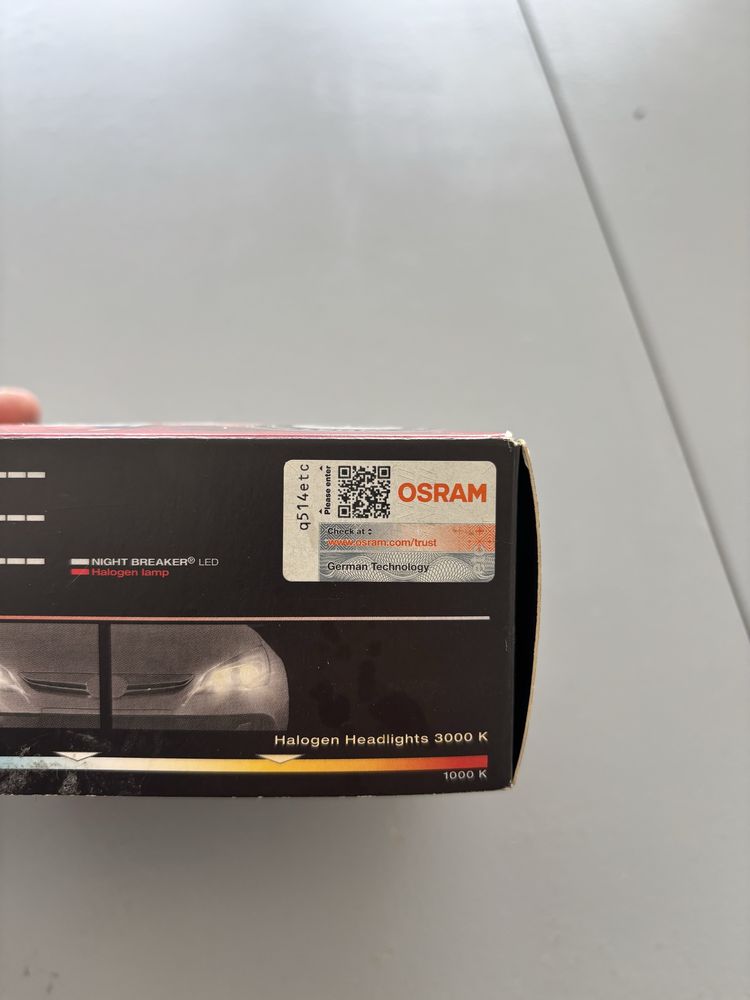 q514etc
Please enter
OSRAM
Check at
www.osram.com/trust
German Technology
NIGHT BREAKER® LED
Halogen lamp
Halogen Headlights 3000 K
1000 K